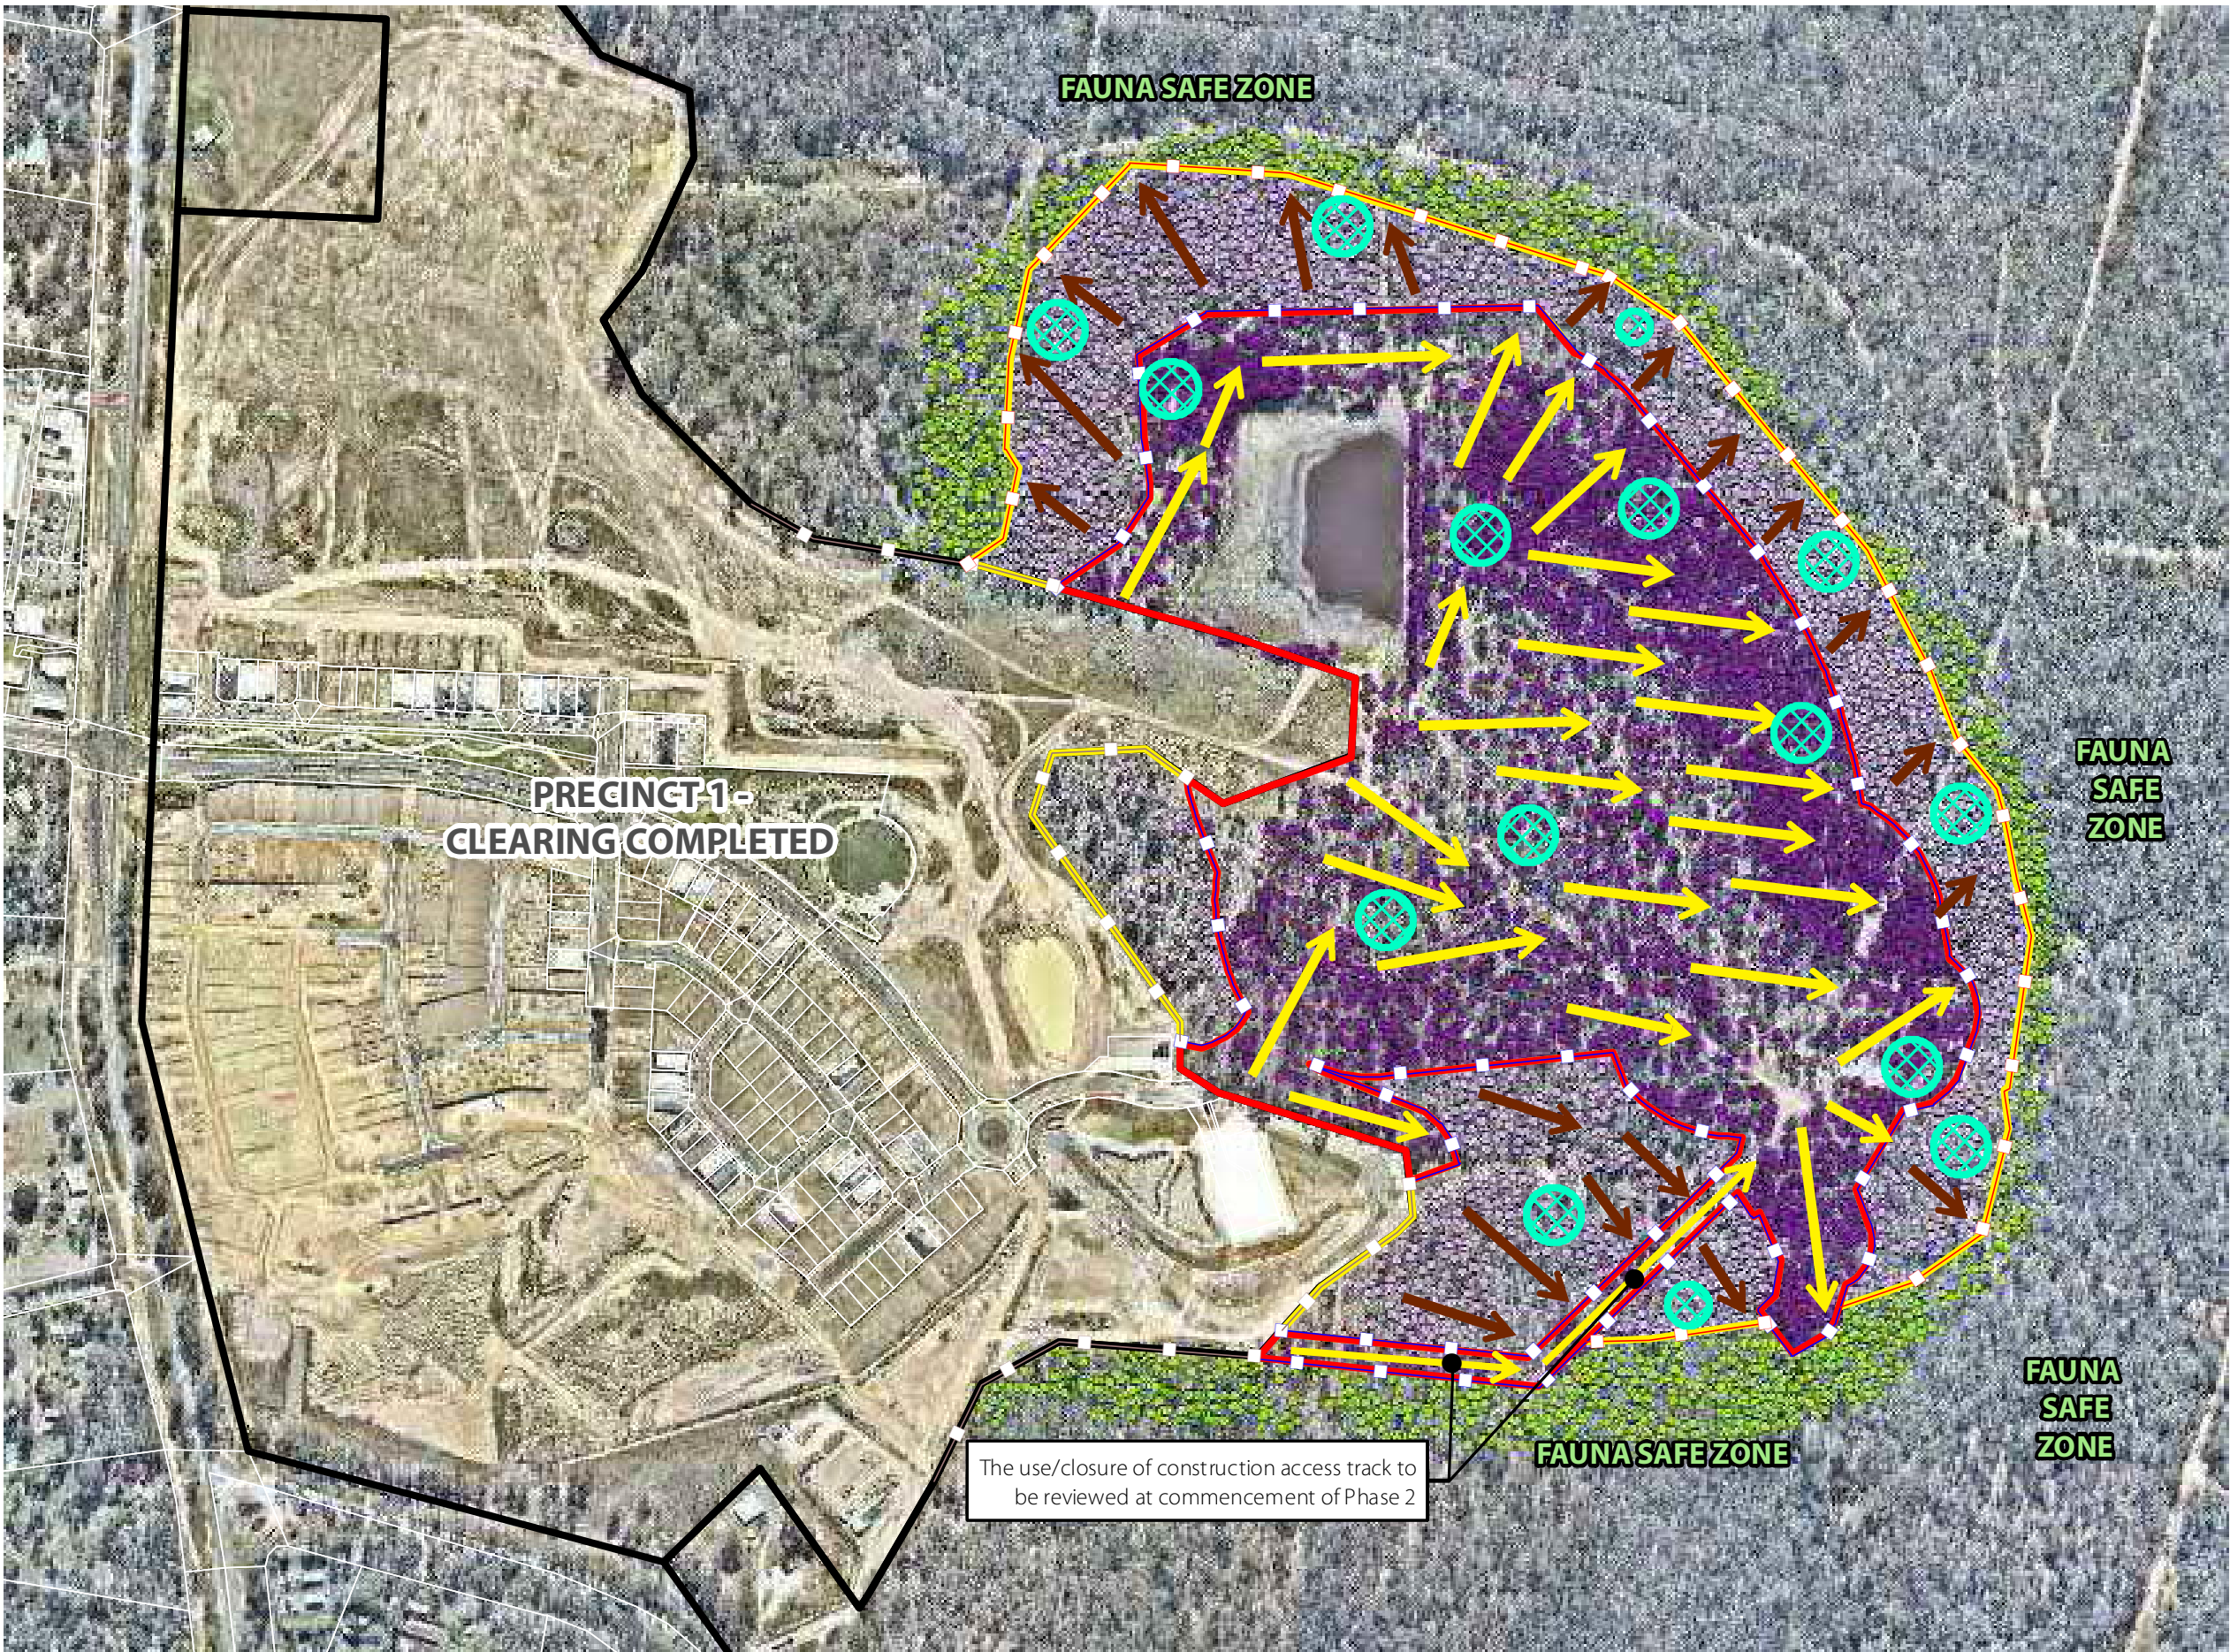 FAUNA SAFE ZONE
FAUNA
SAFE
ZONE
PRECINCT 1 -
CLEARING COMPLETED
FAUNA
SAFE
ZONE
FAUNA SAFE ZONE
The use/closure of construction access track to
be reviewed at commencement of Phase 2